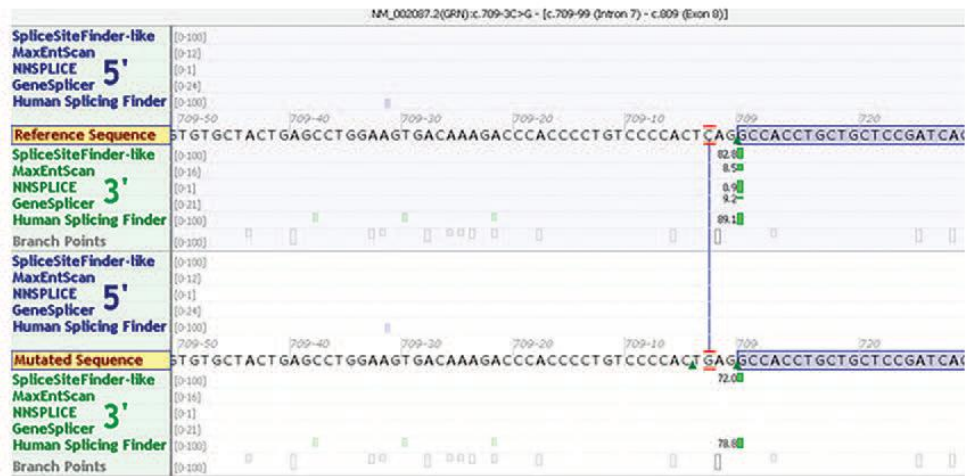 NM_002087.2(GRN):c.709-3C>G - [c.709-99 (Intron 7) - c.809 (Exon 8)]
SpliceSiteFinder-like [0-100]
MaxEntScan [0-12]
NNSPLICE 5' [0-1]
GeneSplicer [0-24]
Human Splicing Finder [0-100]
709-50 709-40 709-30 709-20 709-10 709 720
Reference Sequence GTGTGCTACTGAGCCTGGAAGTGACAAAGACCCACCCCTGTCCCCACTCAGGCCACCTGCTGCTCCGATCAC
SpliceSiteFinder-like [0-100] 82.8
MaxEntScan [0-16] 8.5
NNSPLICE 3' [0-1] 0.9
GeneSplicer [0-21] 9.2
Human Splicing Finder [0-100] 89.1
Branch Points [0-100]
SpliceSiteFinder-like [0-100]
MaxEntScan [0-12]
NNSPLICE 5' [0-1]
GeneSplicer [0-24]
Human Splicing Finder [0-100]
709-50 709-40 709-30 709-20 709-10 709 720
Mutated Sequence GTGTGCTACTGAGCCTGGAAGTGACAAAGACCCACCCCTGTCCCCACTGAGGCCACCTGCTGCTCCGATCAC
SpliceSiteFinder-like [0-100] 72.0
MaxEntScan [0-16]
NNSPLICE 3' [0-1]
GeneSplicer [0-21]
Human Splicing Finder [0-100] 78.8
Branch Points [0-100]